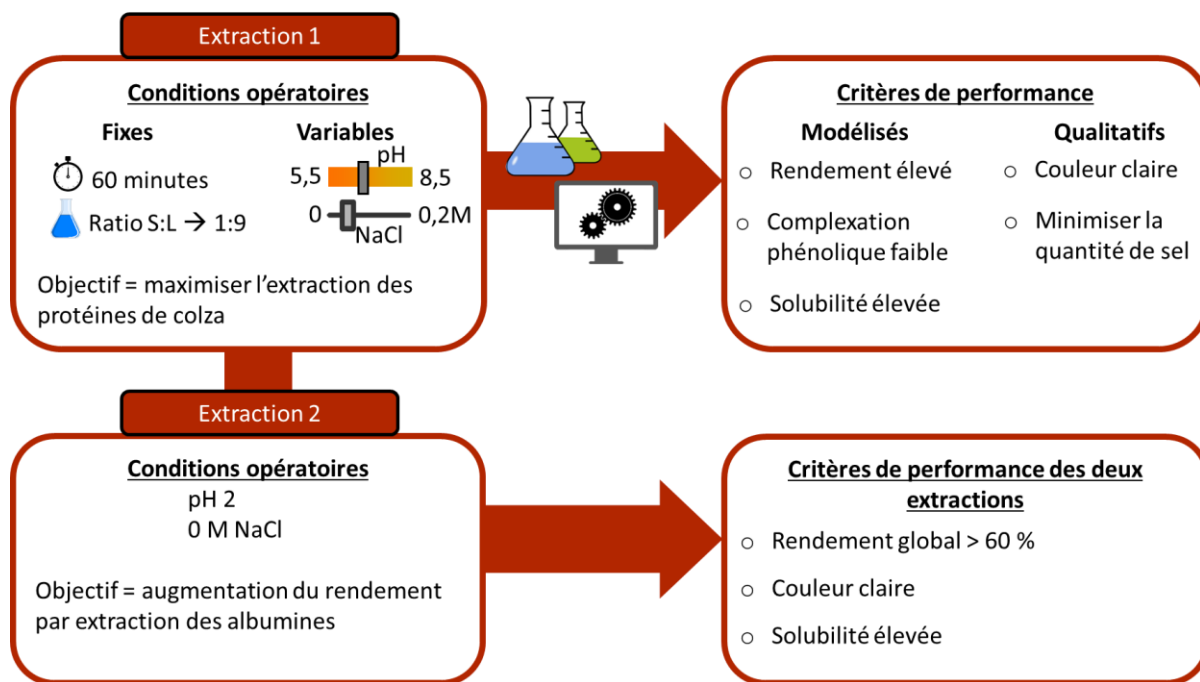 Extraction 1
Conditions opératoires
Fixes
Variables
60 minutes
pH
5,5
8,5
Ratio S:L → 1:9
0
0,2M
NaCl
Objectif = maximiser l'extraction des
protéines de colza
Critères de performance
Modélisés
Qualitatifs
○ Rendement élevé
○ Couleur claire
○ Complexation
phénolique faible
○ Minimiser la
quantité de sel
○ Solubilité élevée
Extraction 2
Conditions opératoires
pH 2
0 M NaCl
Objectif = augmentation du rendement
par extraction des albumines
Critères de performance des deux
extractions
○ Rendement global > 60 %
○ Couleur claire
○ Solubilité élevée